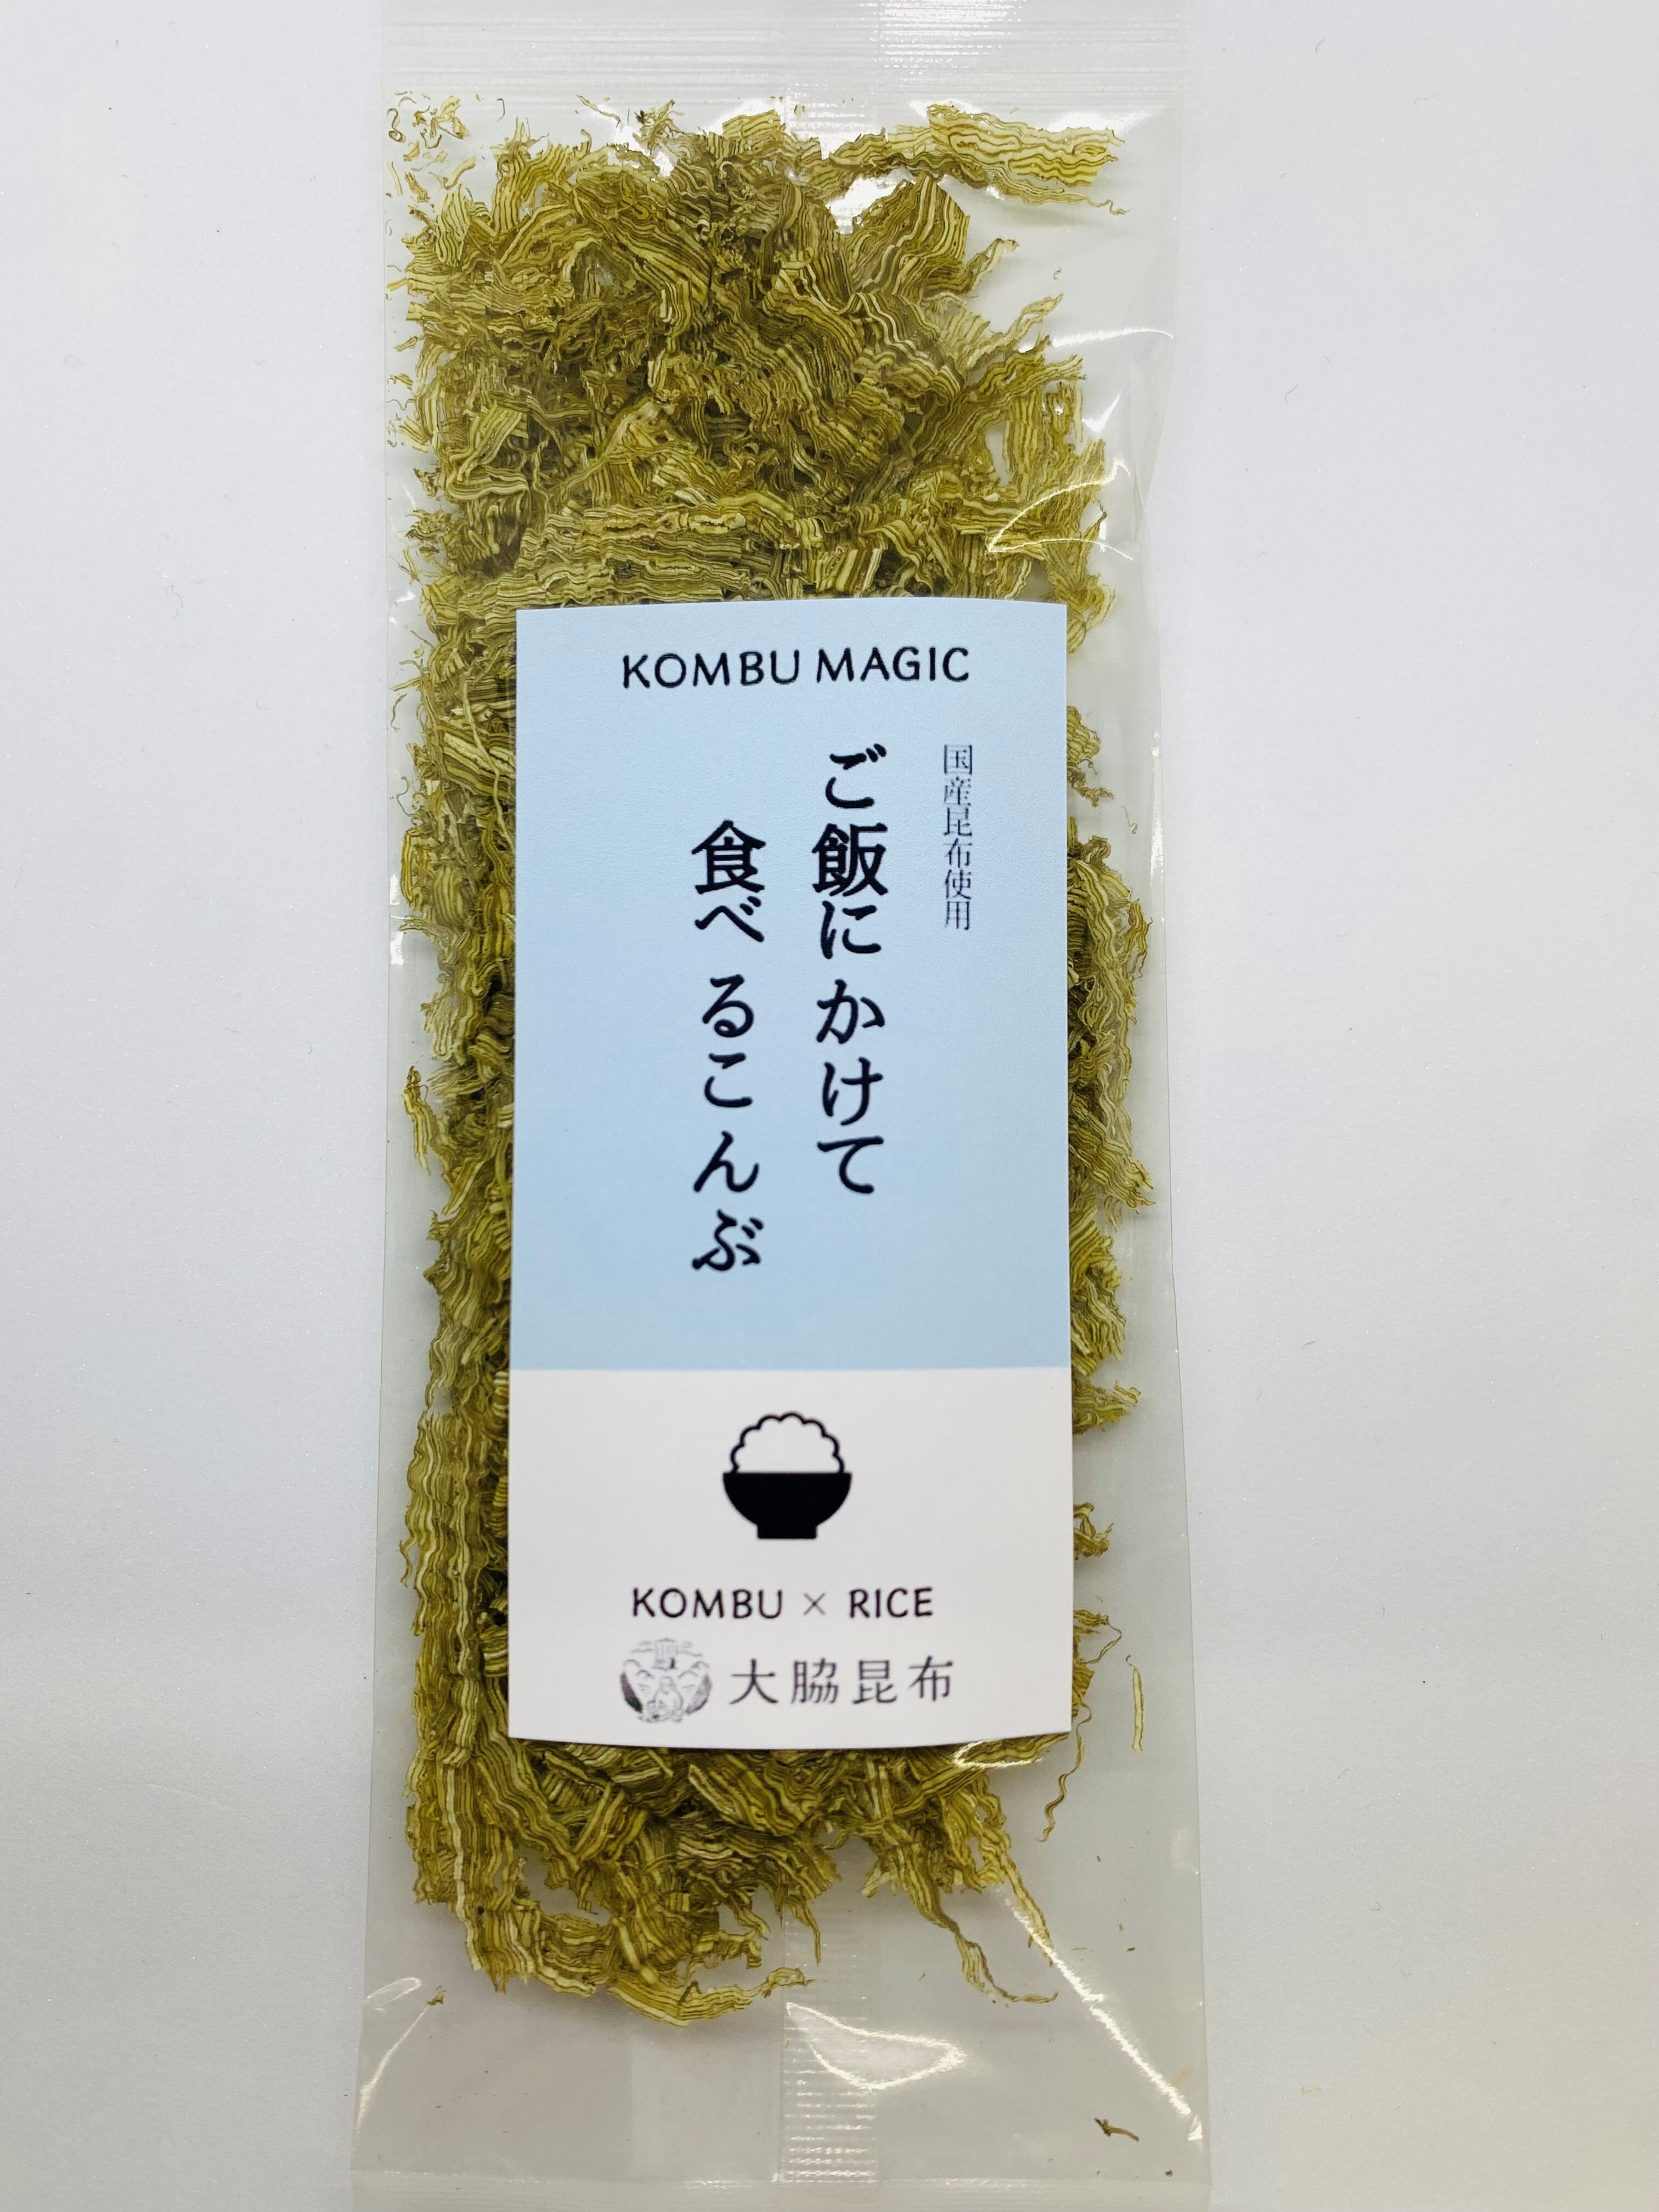 KOMBU MAGIC
国産昆布使用
ご飯にかけて
食べるこんぶ
KOMBU × RICE
大脇昆布